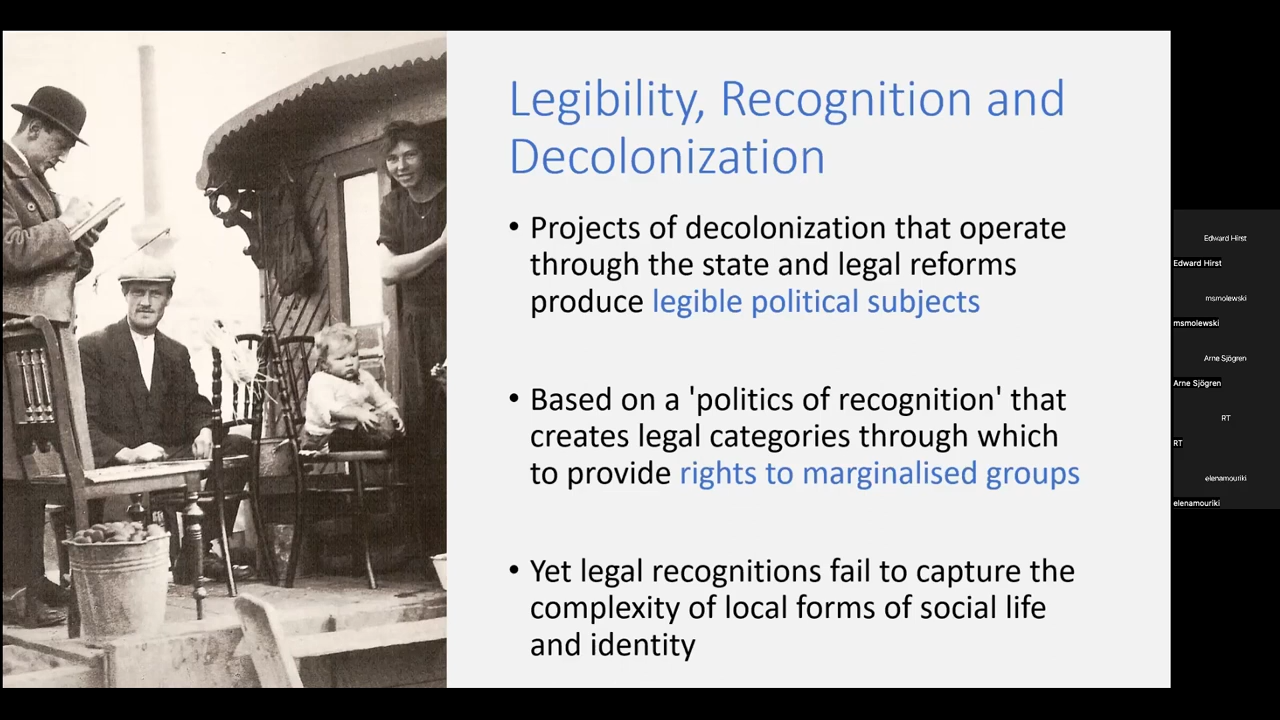 Legibility, Recognition and
Decolonization
• Projects of decolonization that operate
through the state and legal reforms
produce legible political subjects
• Based on a 'politics of recognition' that
creates legal categories through which
to provide rights to marginalised groups
• Yet legal recognitions fail to capture the
complexity of local forms of social life
and identity
Edward Hirst
Edward Hirst
msmolewski
msmolewski
Arne Sjögren
Arne Sjögren
RT
RT
elenamouriki
elenamouriki